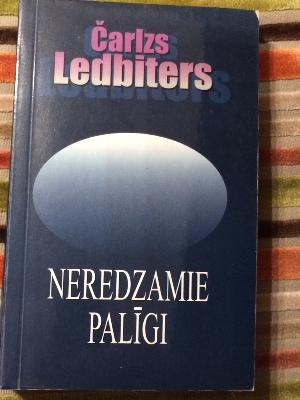 Čarlzs
Ledbiters
NEREDZAMIE
PALĪGI